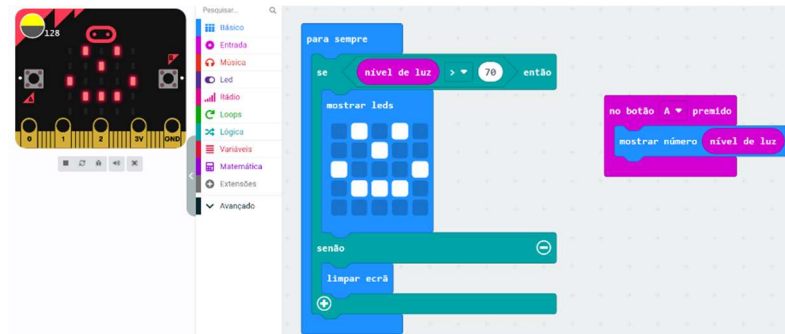 Pesquisar...
128
B
A
0 1 2 3V GND
Básico
Entrada
Música
Led
Rádio
Loops
Lógica
Variáveis
Matemática
Extensões
Avançado
para sempre
se nível de luz > 70 então
mostrar leds
senão
limpar ecrã
no botão A premido
mostrar número nível de luz